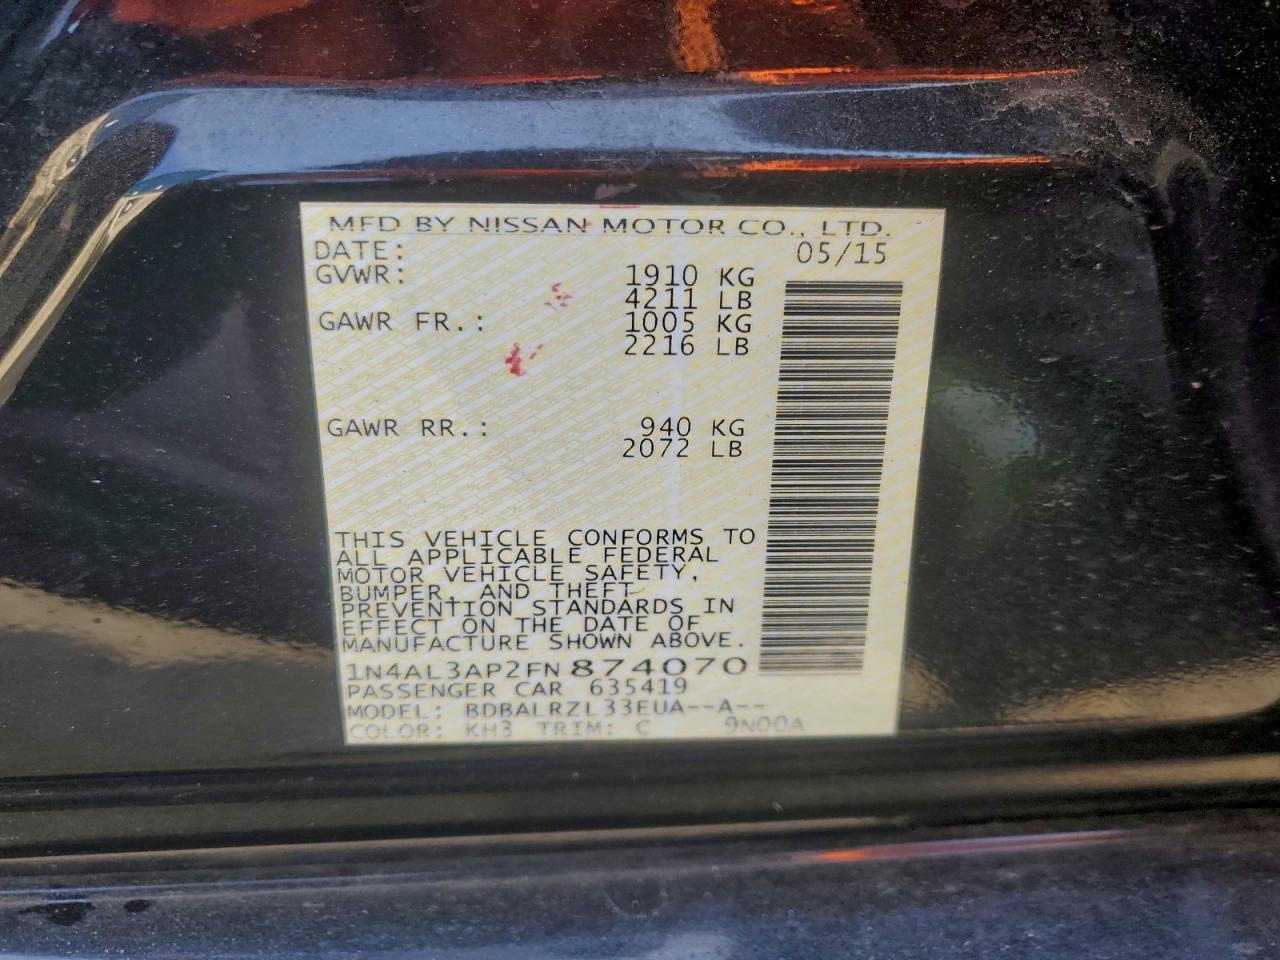 MFD BY NISSAN MOTOR CO., LTD.
DATE: 05/15
GVWR: 1910 KG
4211 LB
GAWR FR.: 1005 KG
2216 LB
GAWR RR.: 940 KG
2072 LB
THIS VEHICLE CONFORMS TO
ALL APPLICABLE FEDERAL
MOTOR VEHICLE SAFETY,
BUMPER, AND THEFT
PREVENTION STANDARDS IN
EFFECT ON THE DATE OF
MANUFACTURE SHOWN ABOVE.
1N4AL3AP2FN874070
PASSENGER CAR 635419
MODEL: BDBALRZL33EUA--A--
COLOR: KH3 TRIM: C 9N00A